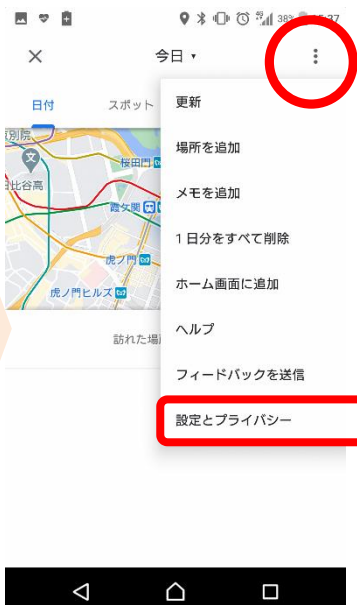 38%
今日
日付
スポット
更新
場所を追加
メモを追加
1日分をすべて削除
ホーム画面に追加
ヘルプ
フィードバックを送信
設定とプライバシー
桜田門
日比谷高
文
霞ケ関
虎ノ門
虎ノ門ヒルズ
訪れた場